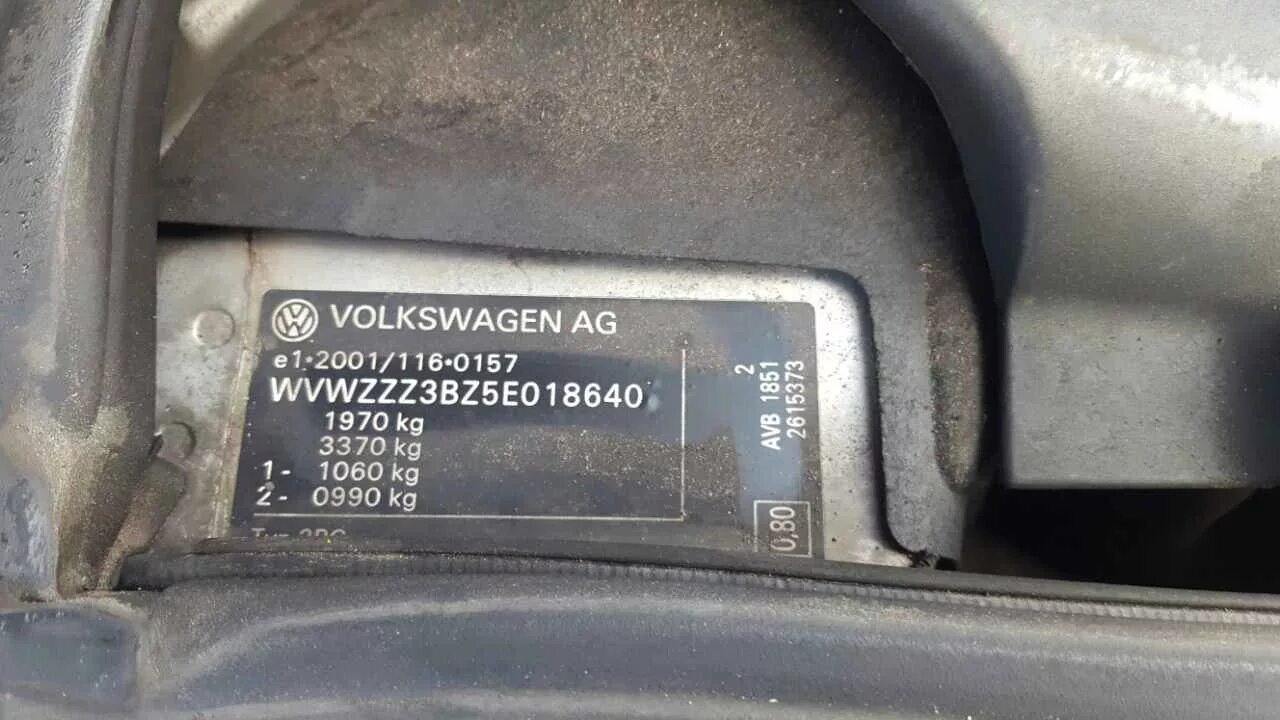 VOLKSWAGEN AG
e1*2001/116*0157
WVWZZZ3BZ5E018640
1970 kg
3370 kg
1- 1060 kg
2- 0990 kg
2
AVB 1851
2615373
0,80